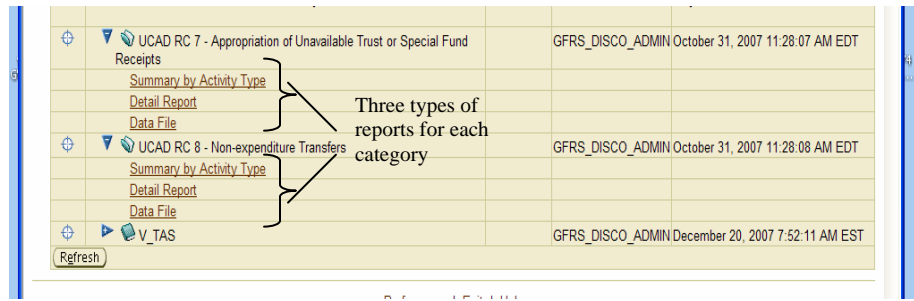 UCAD RC 7 - Appropriation of Unavailable Trust or Special Fund Receipts GFRS_DISCO_ADMIN October 31, 2007 11:28:07 AM EDT
Summary by Activity Type
Detail Report
Data File
Three types of
reports for each
category
UCAD RC 8 - Non-expenditure Transfers GFRS_DISCO_ADMIN October 31, 2007 11:28:08 AM EDT
Summary by Activity Type
Detail Report
Data File
V_TAS GFRS_DISCO_ADMIN December 20, 2007 7:52:11 AM EST
Refresh